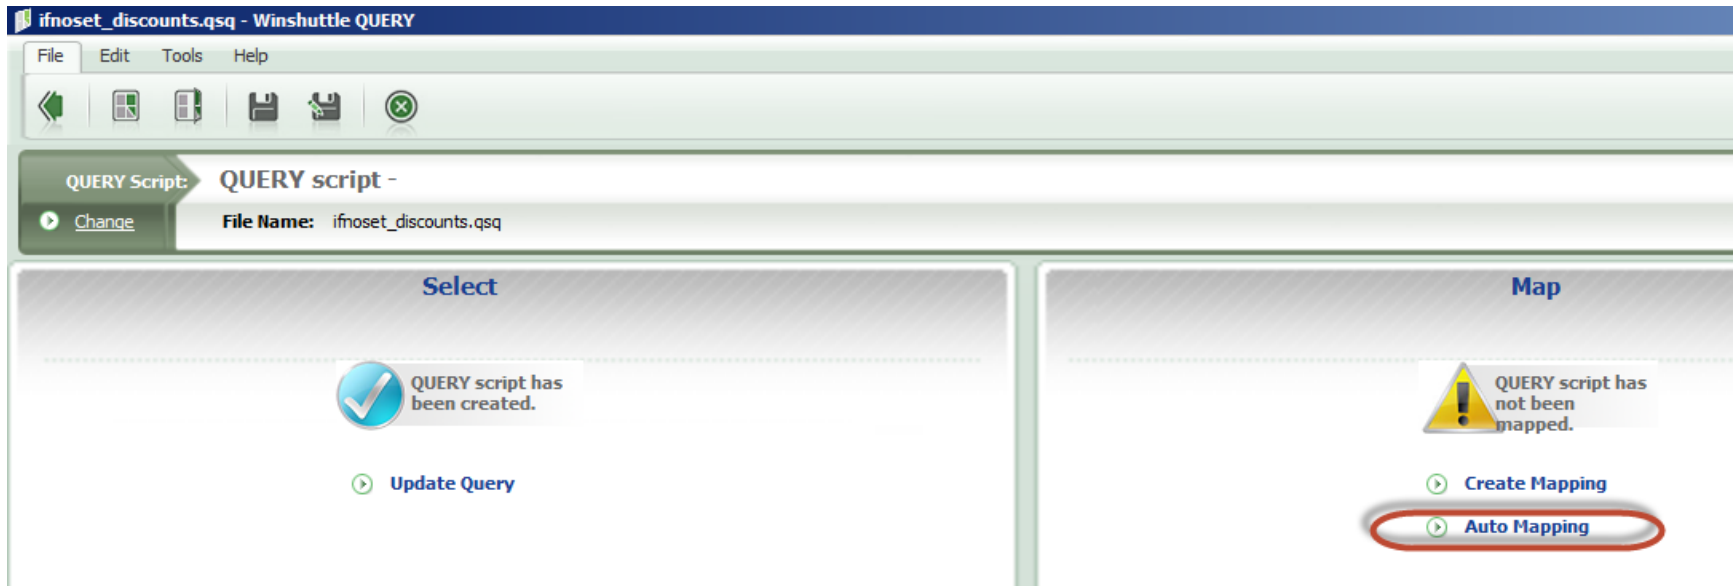 ifnoset_discounts.qsq - Winshuttle QUERY
File Edit Tools Help
QUERY Script: QUERY script -
Change File Name: ifnoset_discounts.qsq
Select
QUERY script has
been created.
Update Query
Map
QUERY script has
not been
mapped.
Create Mapping
Auto Mapping